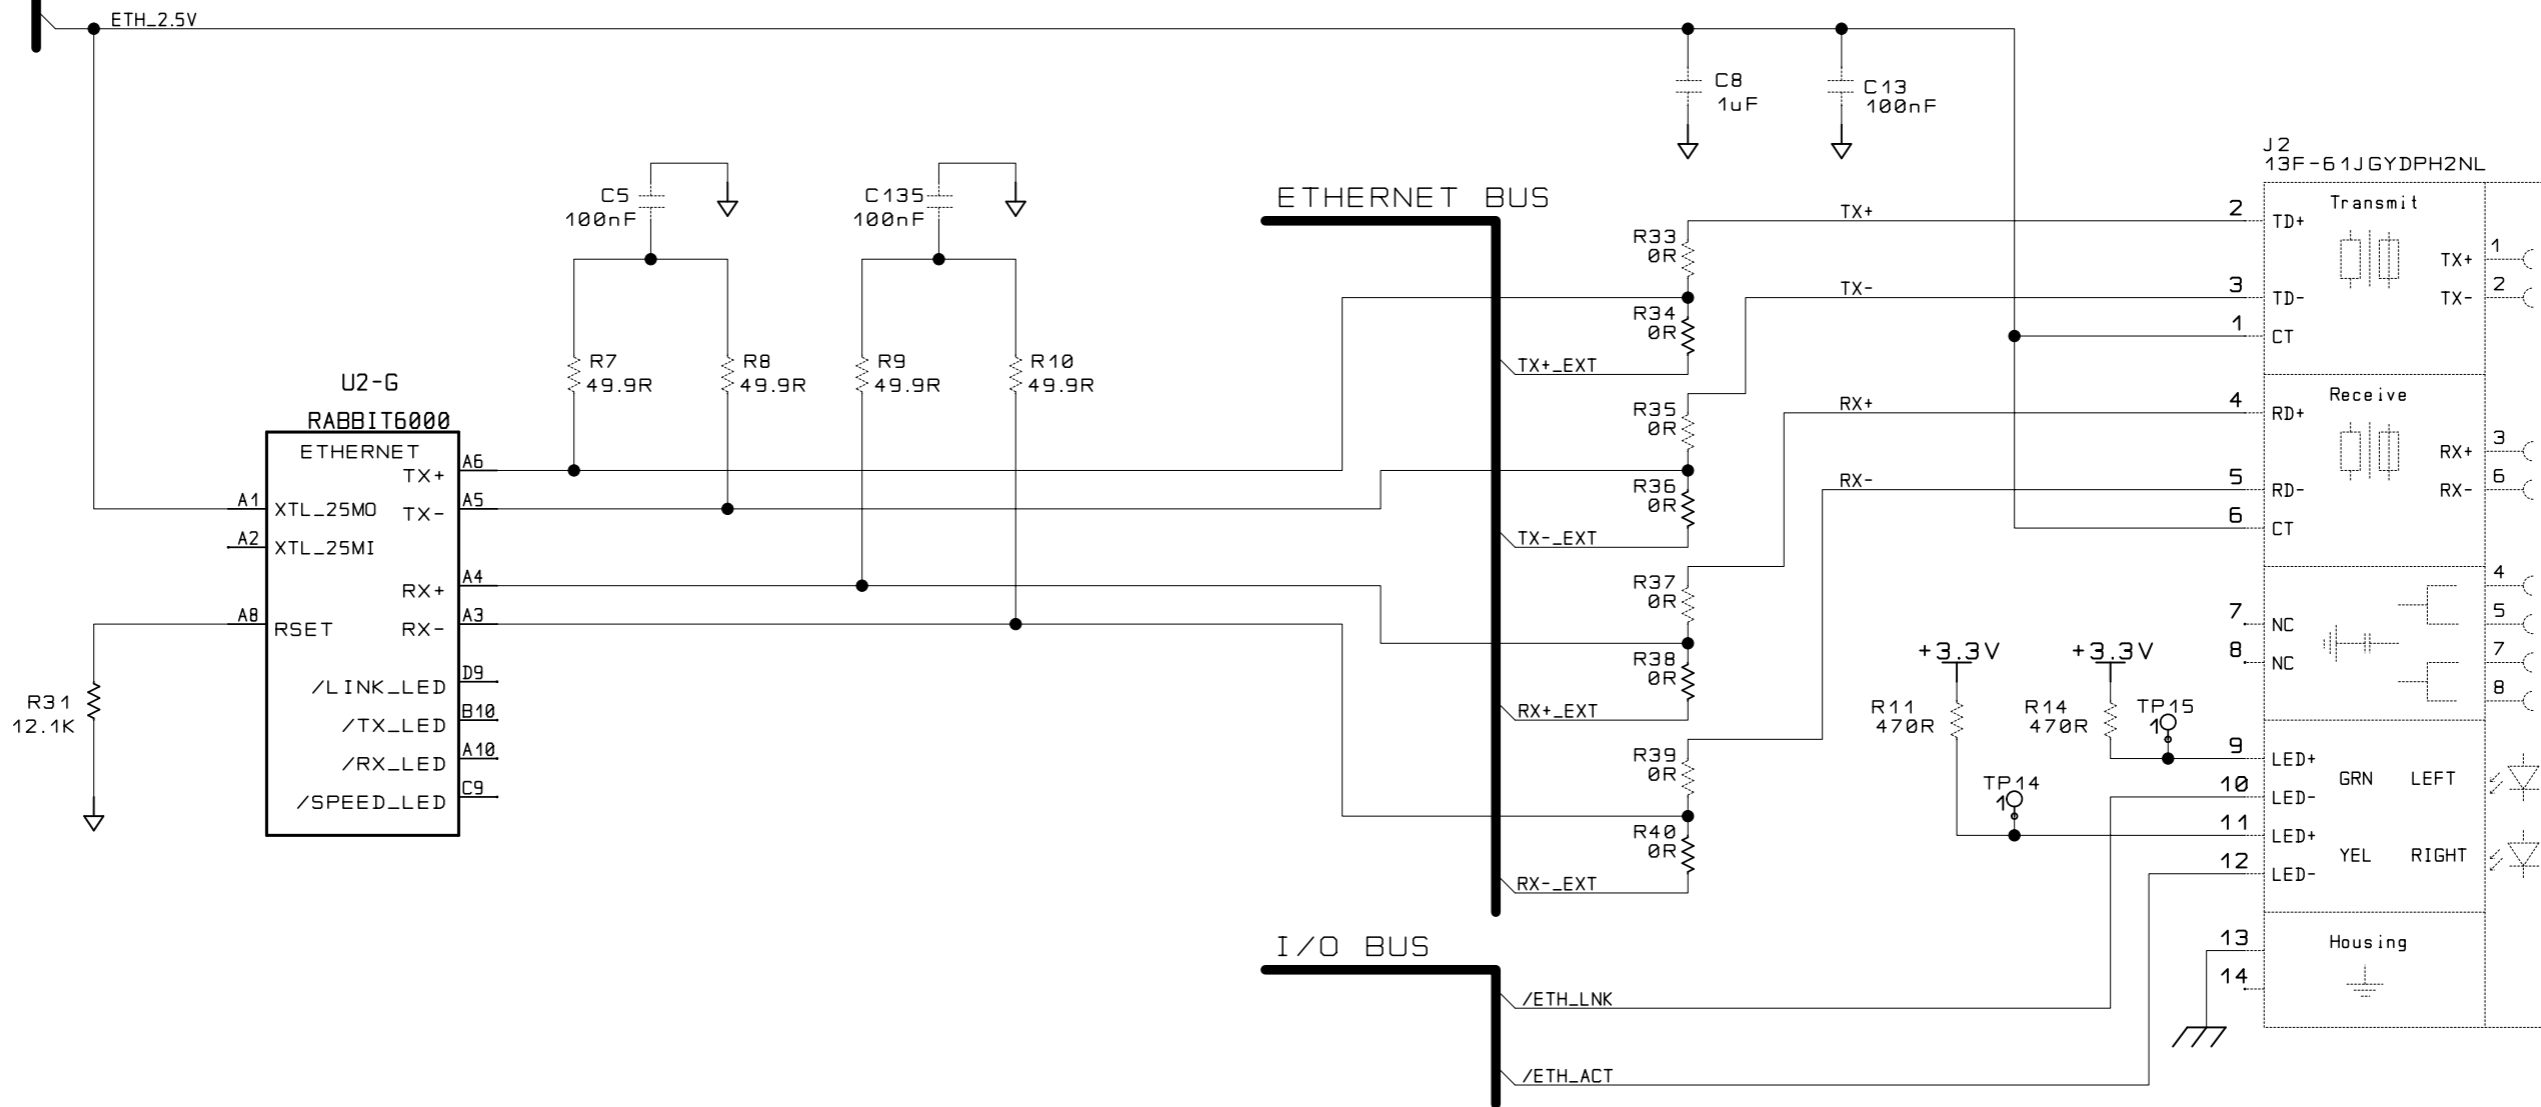 ETH_2.5V
C8
1uF
C13
100nF
J2
13F-61JGYDPH2NL
C5
100nF
C135
100nF
ETHERNET BUS
R33
0R
TX+
2
TD+
Transmit
TX+
1
TX-
2
R34
0R
TX-
3
TD-
1
CT
TX+_EXT
R7
49.9R
R8
49.9R
R9
49.9R
R10
49.9R
U2-G
RABBIT6000
ETHERNET
TX+
A6
A1
XTL_25MO
TX-
A5
A2
XTL_25MI
RX+
A4
A8
RSET
RX-
A3
/LINK_LED
D9
/TX_LED
B10
/RX_LED
A10
/SPEED_LED
C9
R31
12.1K
R35
0R
RX+
4
RD+
Receive
RX+
3
R36
0R
RX-
5
RD-
RX-
6
6
CT
TX-_EXT
R37
0R
R38
0R
RX+_EXT
R39
0R
R40
0R
RX-_EXT
7
NC
8
NC
4
5
7
8
+3.3V
+3.3V
R11
470R
R14
470R
TP15
1
TP14
1
9
LED+
10
LED-
GRN
LEFT
11
LED+
12
LED-
YEL
RIGHT
13
14
Housing
I/O BUS
/ETH_LNK
/ETH_ACT